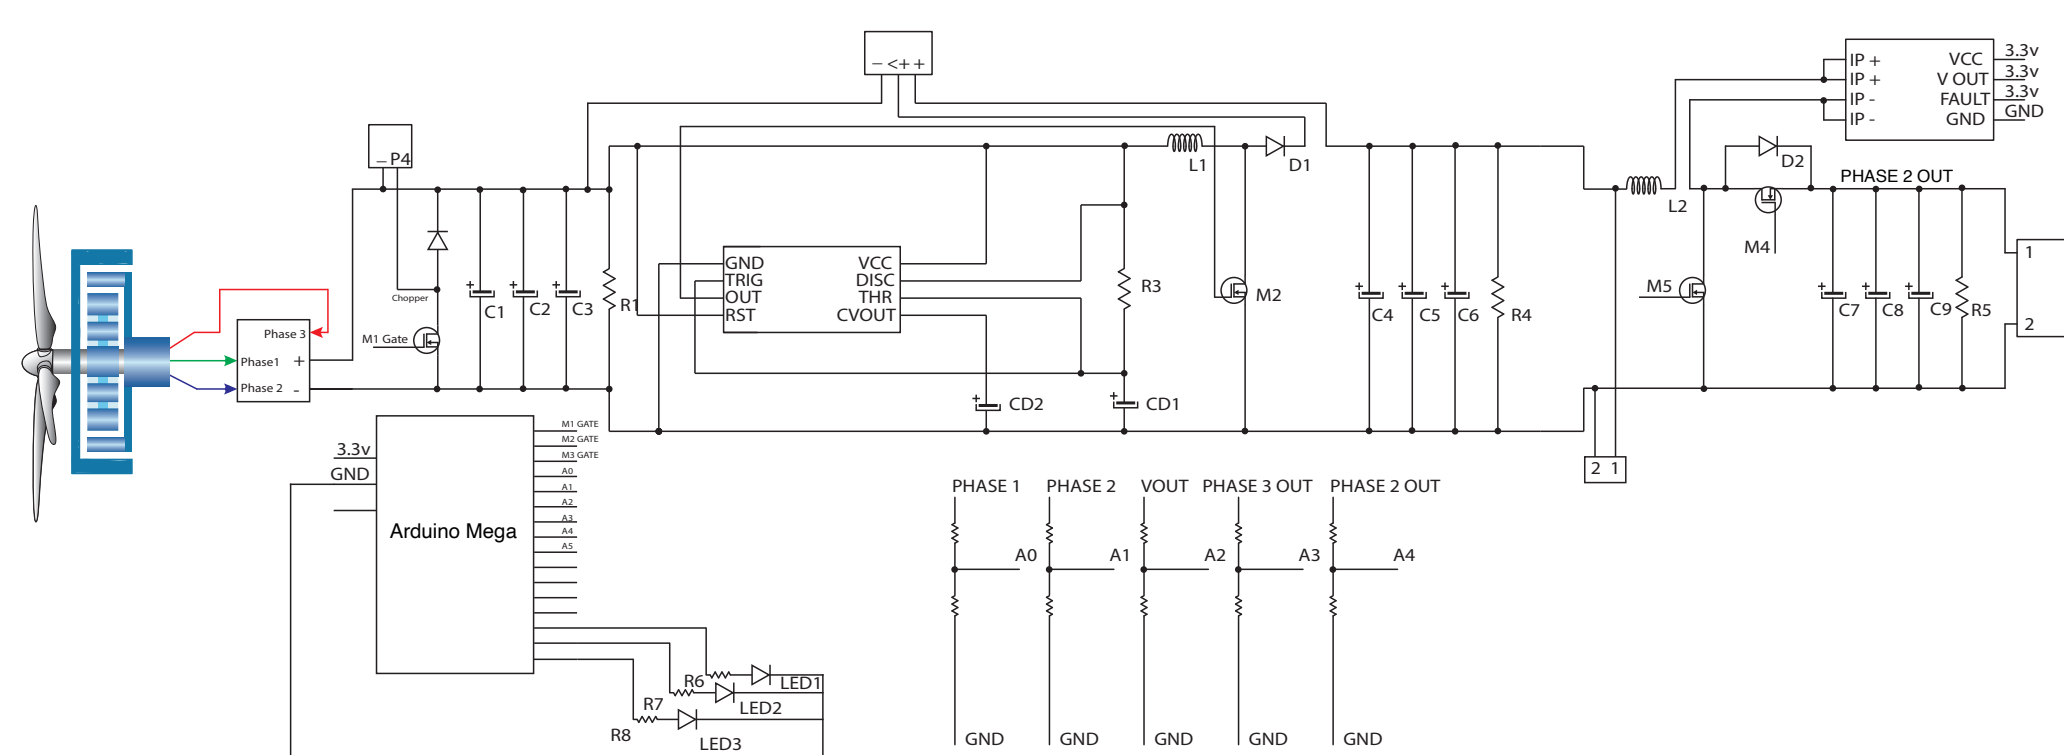 − <+ +
− P4
Chopper
M1 Gate
Phase 3
Phase1 +
Phase 2 -
C1
C2
C3
R1
GND
TRIG
OUT
RST
VCC
DISC
THR
CVOUT
CD2
CD1
R3
L1
D1
M2
C4
C5
C6
R4
2 1
L2
IP +
IP +
IP -
IP -
VCC
V OUT
FAULT
GND
3.3v
3.3v
3.3v
GND
D2
PHASE 2 OUT
M4
M5
C7
C8
C9
R5
1
2
3.3v
GND
Arduino Mega
M1 GATE
M2 GATE
M3 GATE
A0
A1
A2
A3
A4
A5
R6
LED1
R7
LED2
R8
LED3
PHASE 1 PHASE 2 VOUT PHASE 3 OUT PHASE 2 OUT
A0 A1 A2 A3 A4
GND GND GND GND GND